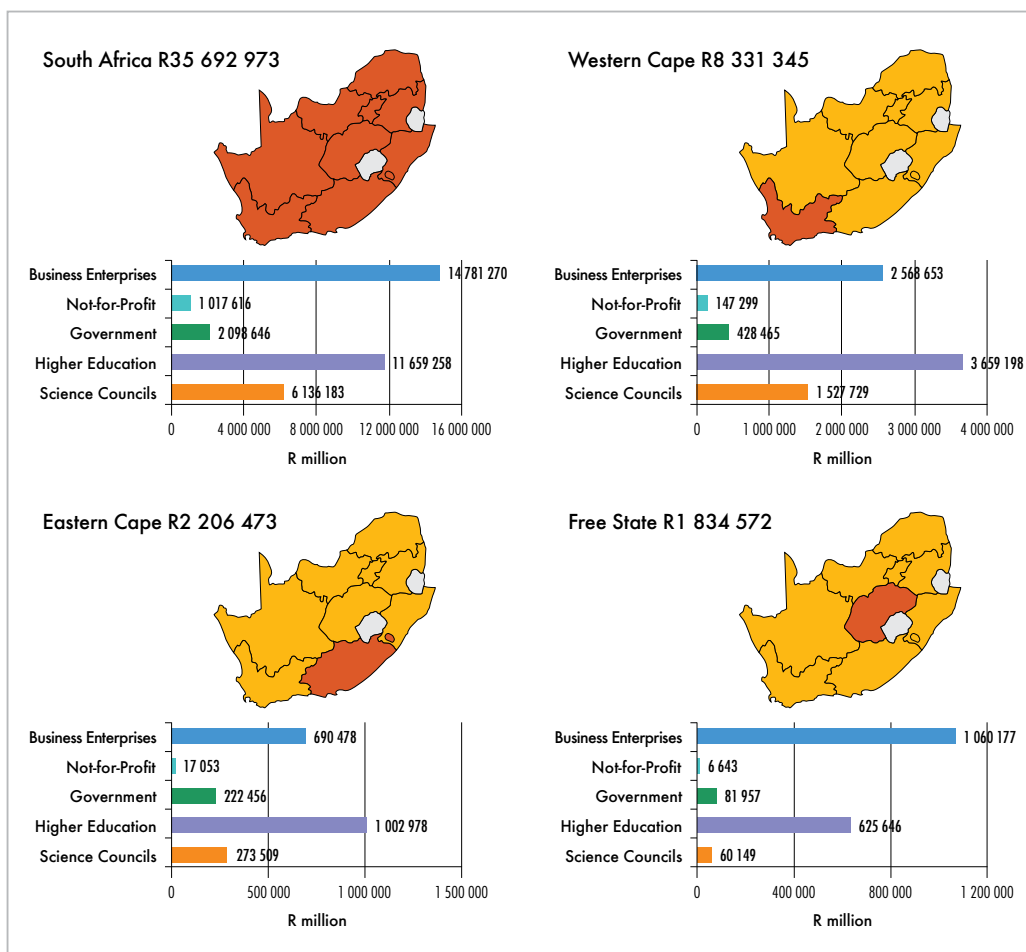 South Africa R35 692 973
Business Enterprises 14 781 270
Not-for-Profit 1 017 616
Government 2 098 646
Higher Education 11 659 258
Science Councils 6 136 183
0 4 000 000 8 000 000 12 000 000 16 000 000
R million
Western Cape R8 331 345
Business Enterprises 2 568 653
Not-for-Profit 147 299
Government 428 465
Higher Education 3 659 198
Science Councils 1 527 729
0 1 000 000 2 000 000 3 000 000 4 000 000
R million
Eastern Cape R2 206 473
Business Enterprises 690 478
Not-for-Profit 17 053
Government 222 456
Higher Education 1 002 978
Science Councils 273 509
0 500 000 1 000 000 1 500 000
R million
Free State R1 834 572
Business Enterprises 1 060 177
Not-for-Profit 6 643
Government 81 957
Higher Education 625 646
Science Councils 60 149
0 400 000 800 000 1 200 000
R million